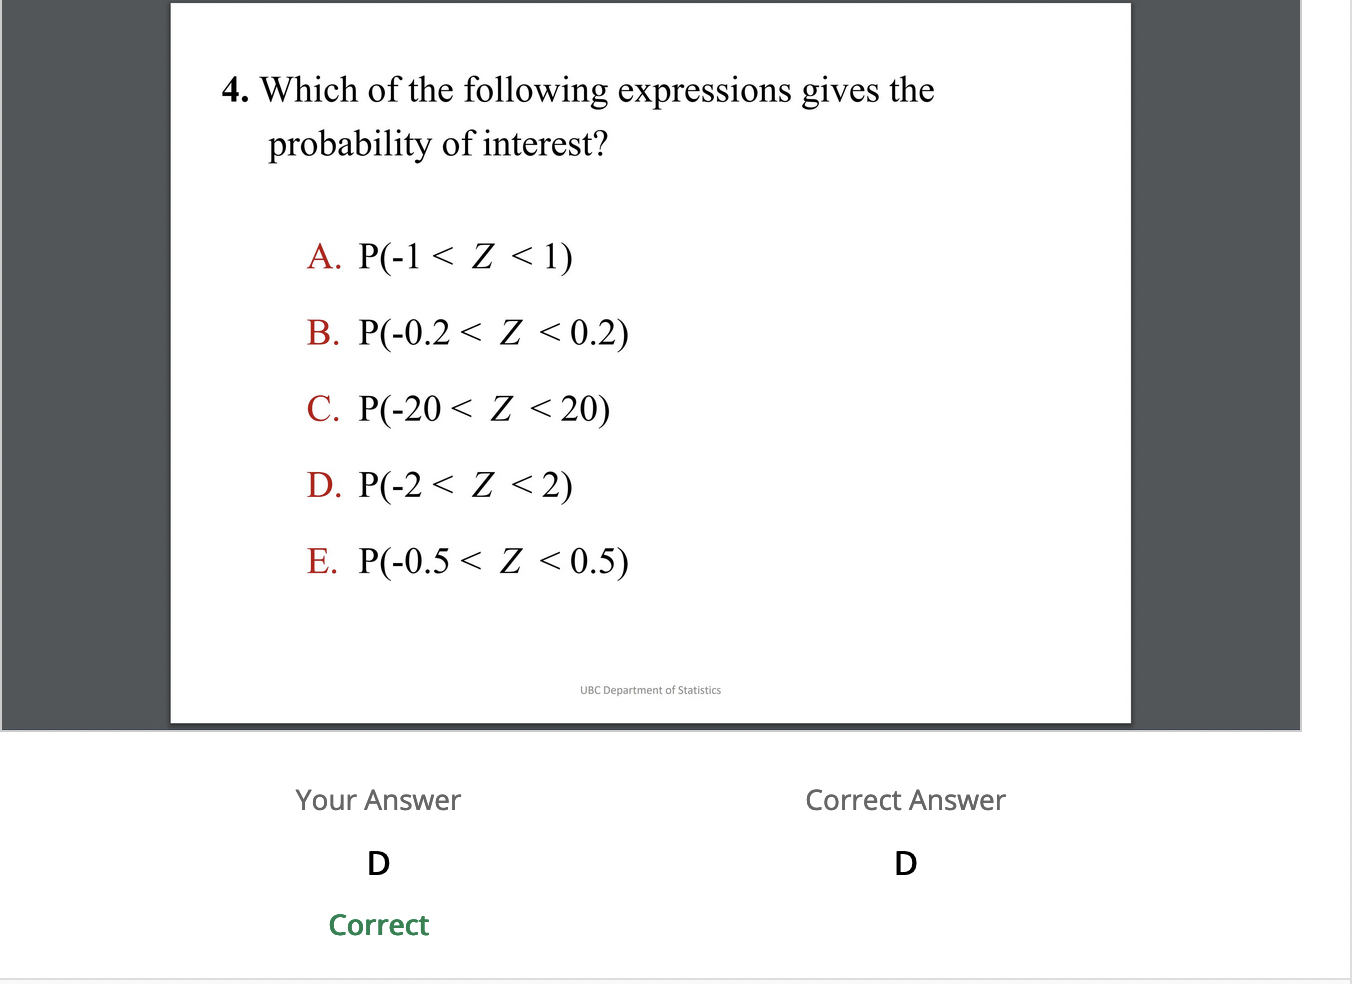 4. Which of the following expressions gives the
probability of interest?
A. P(-1 < Z < 1)
B. P(-0.2 < Z < 0.2)
C. P(-20 < Z < 20)
D. P(-2 < Z < 2)
E. P(-0.5 < Z < 0.5)
UBC Department of Statistics
Your Answer
Correct Answer
D
D
Correct